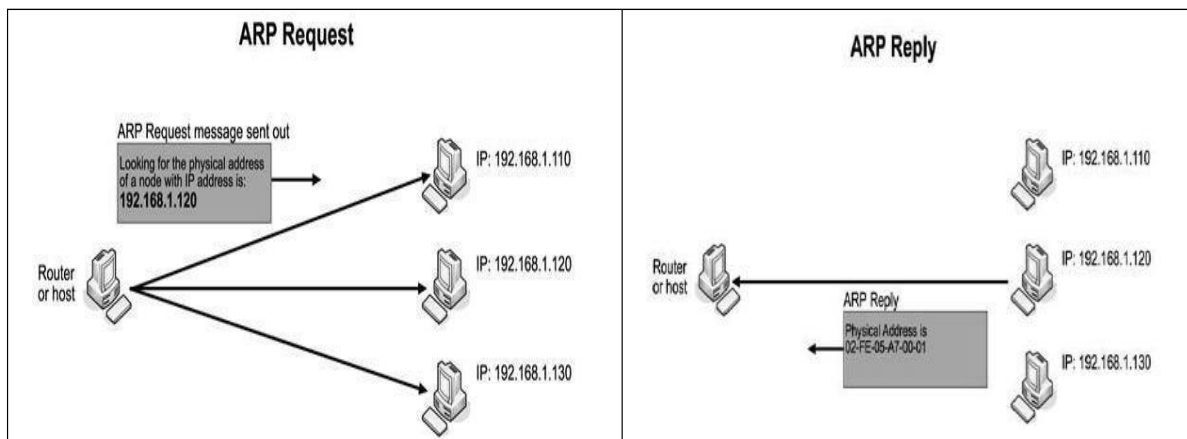 ARP Request
ARP Request message sent out
Looking for the physical address
of a node with IP address is:
192.168.1.120
Router
or host
IP: 192.168.1.110
IP: 192.168.1.120
IP: 192.168.1.130
ARP Reply
IP: 192.168.1.110
Router
or host
IP: 192.168.1.120
ARP Reply
Physical Address is
02-FE-05-A7-00-01
IP: 192.168.1.130